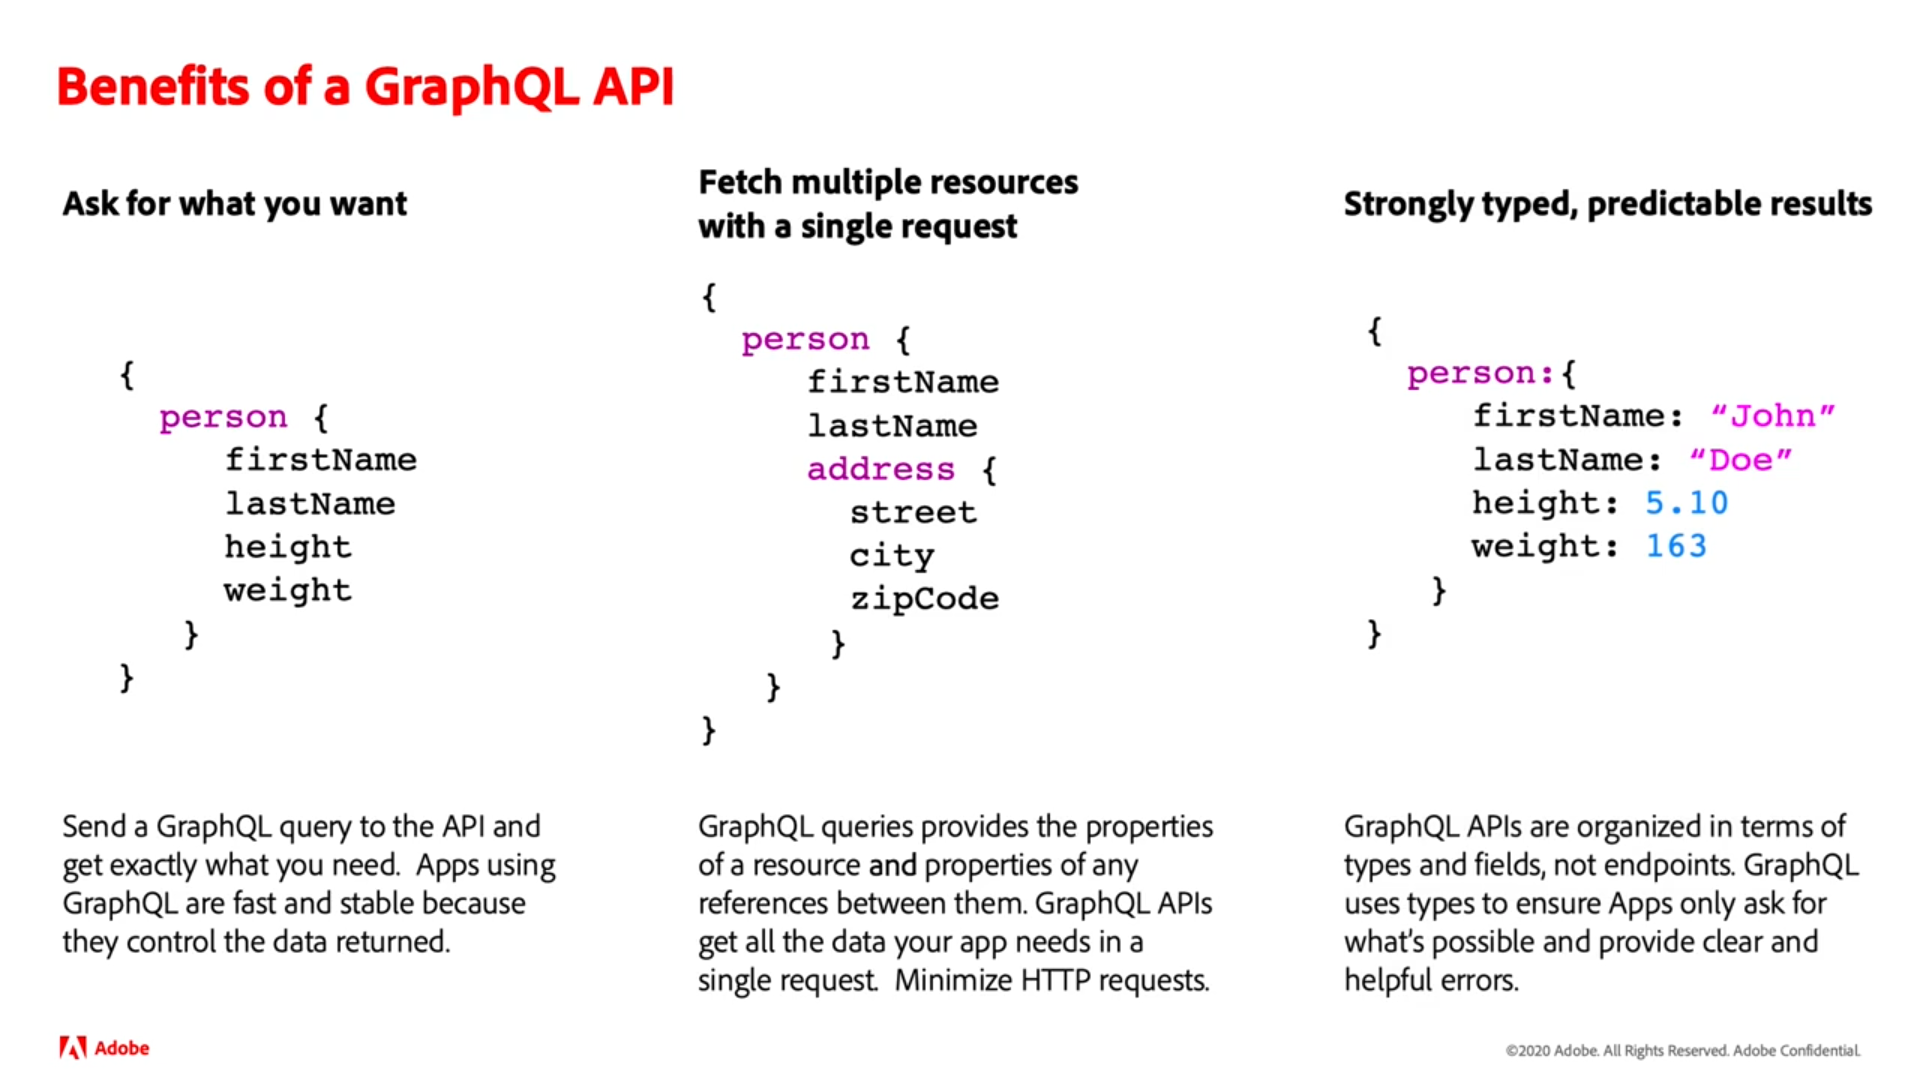 Benefits of a GraphQL API
Ask for what you want
{
person {
firstName
lastName
height
weight
}
}
Send a GraphQL query to the API and
get exactly what you need. Apps using
GraphQL are fast and stable because
they control the data returned.
Fetch multiple resources
with a single request
{
person {
firstName
lastName
address {
street
city
zipCode
}
}
}
GraphQL queries provides the properties
of a resource and properties of any
references between them. GraphQL APIs
get all the data your app needs in a
single request. Minimize HTTP requests.
Strongly typed, predictable results
{
person:{
firstName: “John”
lastName: “Doe”
height: 5.10
weight: 163
}
}
GraphQL APIs are organized in terms of
types and fields, not endpoints. GraphQL
uses types to ensure Apps only ask for
what's possible and provide clear and
helpful errors.
Adobe
©2020 Adobe. All Rights Reserved. Adobe Confidential.